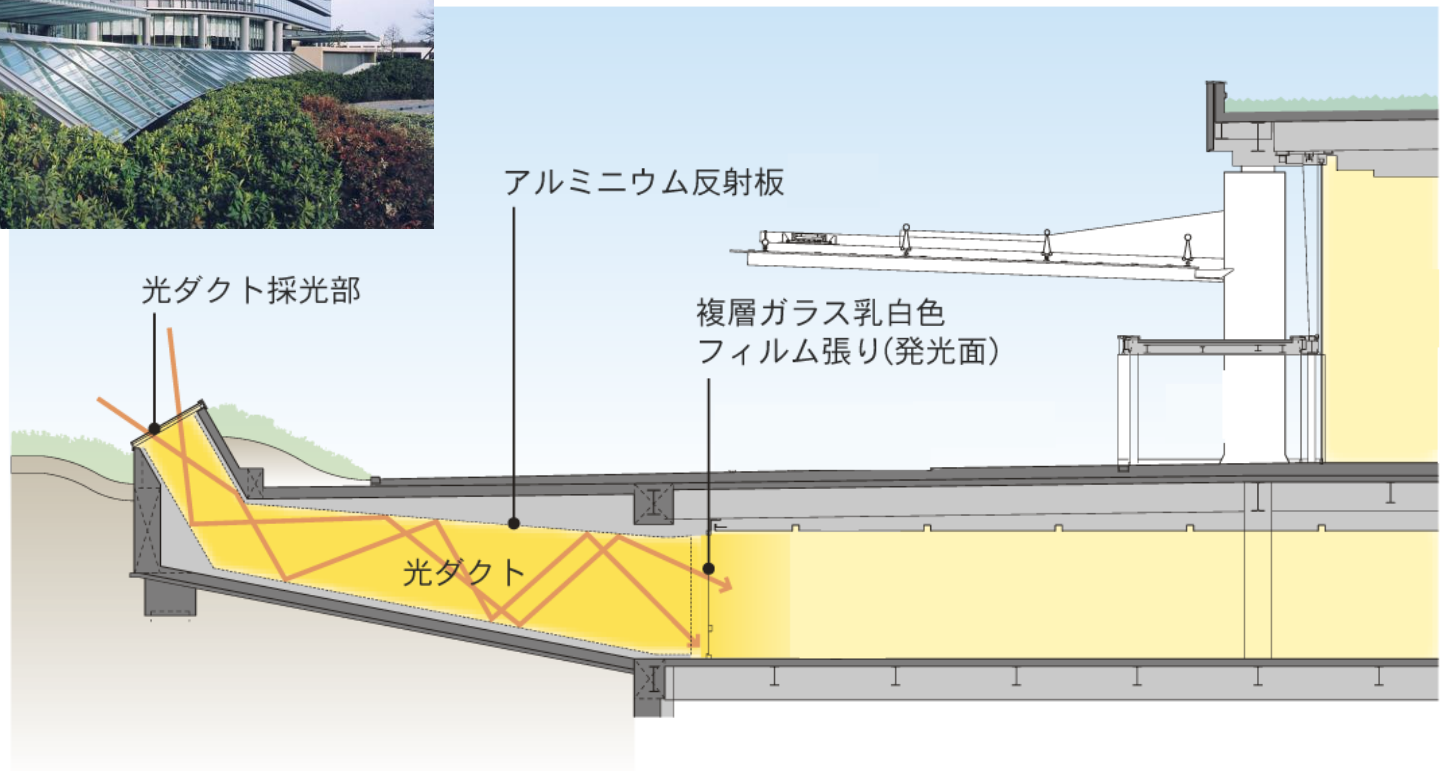 アルミニウム反射板
光ダクト採光部
複層ガラス乳白色
フィルム張り(発光面)
光ダクト